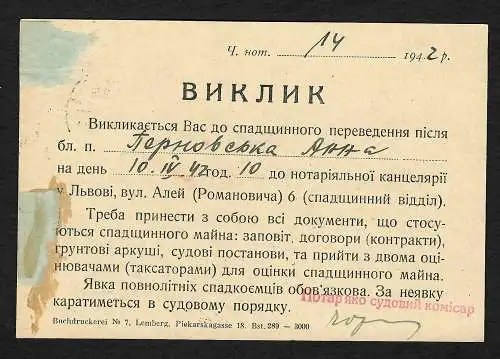 Ч. нот. 14 1942 р.
ВИКЛИК
Викликається Вас до спадщинного переведення після
бл. п. Перновська Анна
на день 10. IV 42 год. 10 до нотаріяльної канцелярії
у Львові, вул. Алей (Романовича) 6 (спадщинний відділ).
Треба принести з собою всі документи, що стосу-
ються спадщинного майна: заповіт, договори (контракти),
ґрунтові аркуші, судові постанови, та прийти з двома оці-
нювачами (таксаторами) для оцінки спадщинного майна.
Явка повнолітніх спадкоємців обов'язкова. За неявку
каратиметься в судовому порядку.
Нотаріяко судовий комісар
Buchdruckerei № 7, Lemberg, Piekarskagasse 18. Bst. 289 — 3000